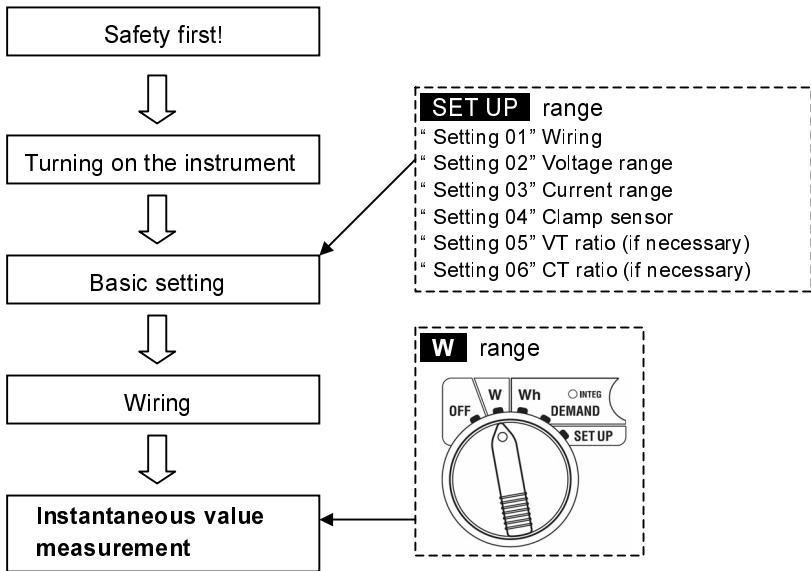 Safety first!
Turning on the instrument
Basic setting
Wiring
Instantaneous value
measurement
SET UP range
“ Setting 01” Wiring
“ Setting 02” Voltage range
“ Setting 03” Current range
“ Setting 04” Clamp sensor
“ Setting 05” VT ratio (if necessary)
“ Setting 06” CT ratio (if necessary)
W range
OFF W Wh INTEG
DEMAND
SET UP